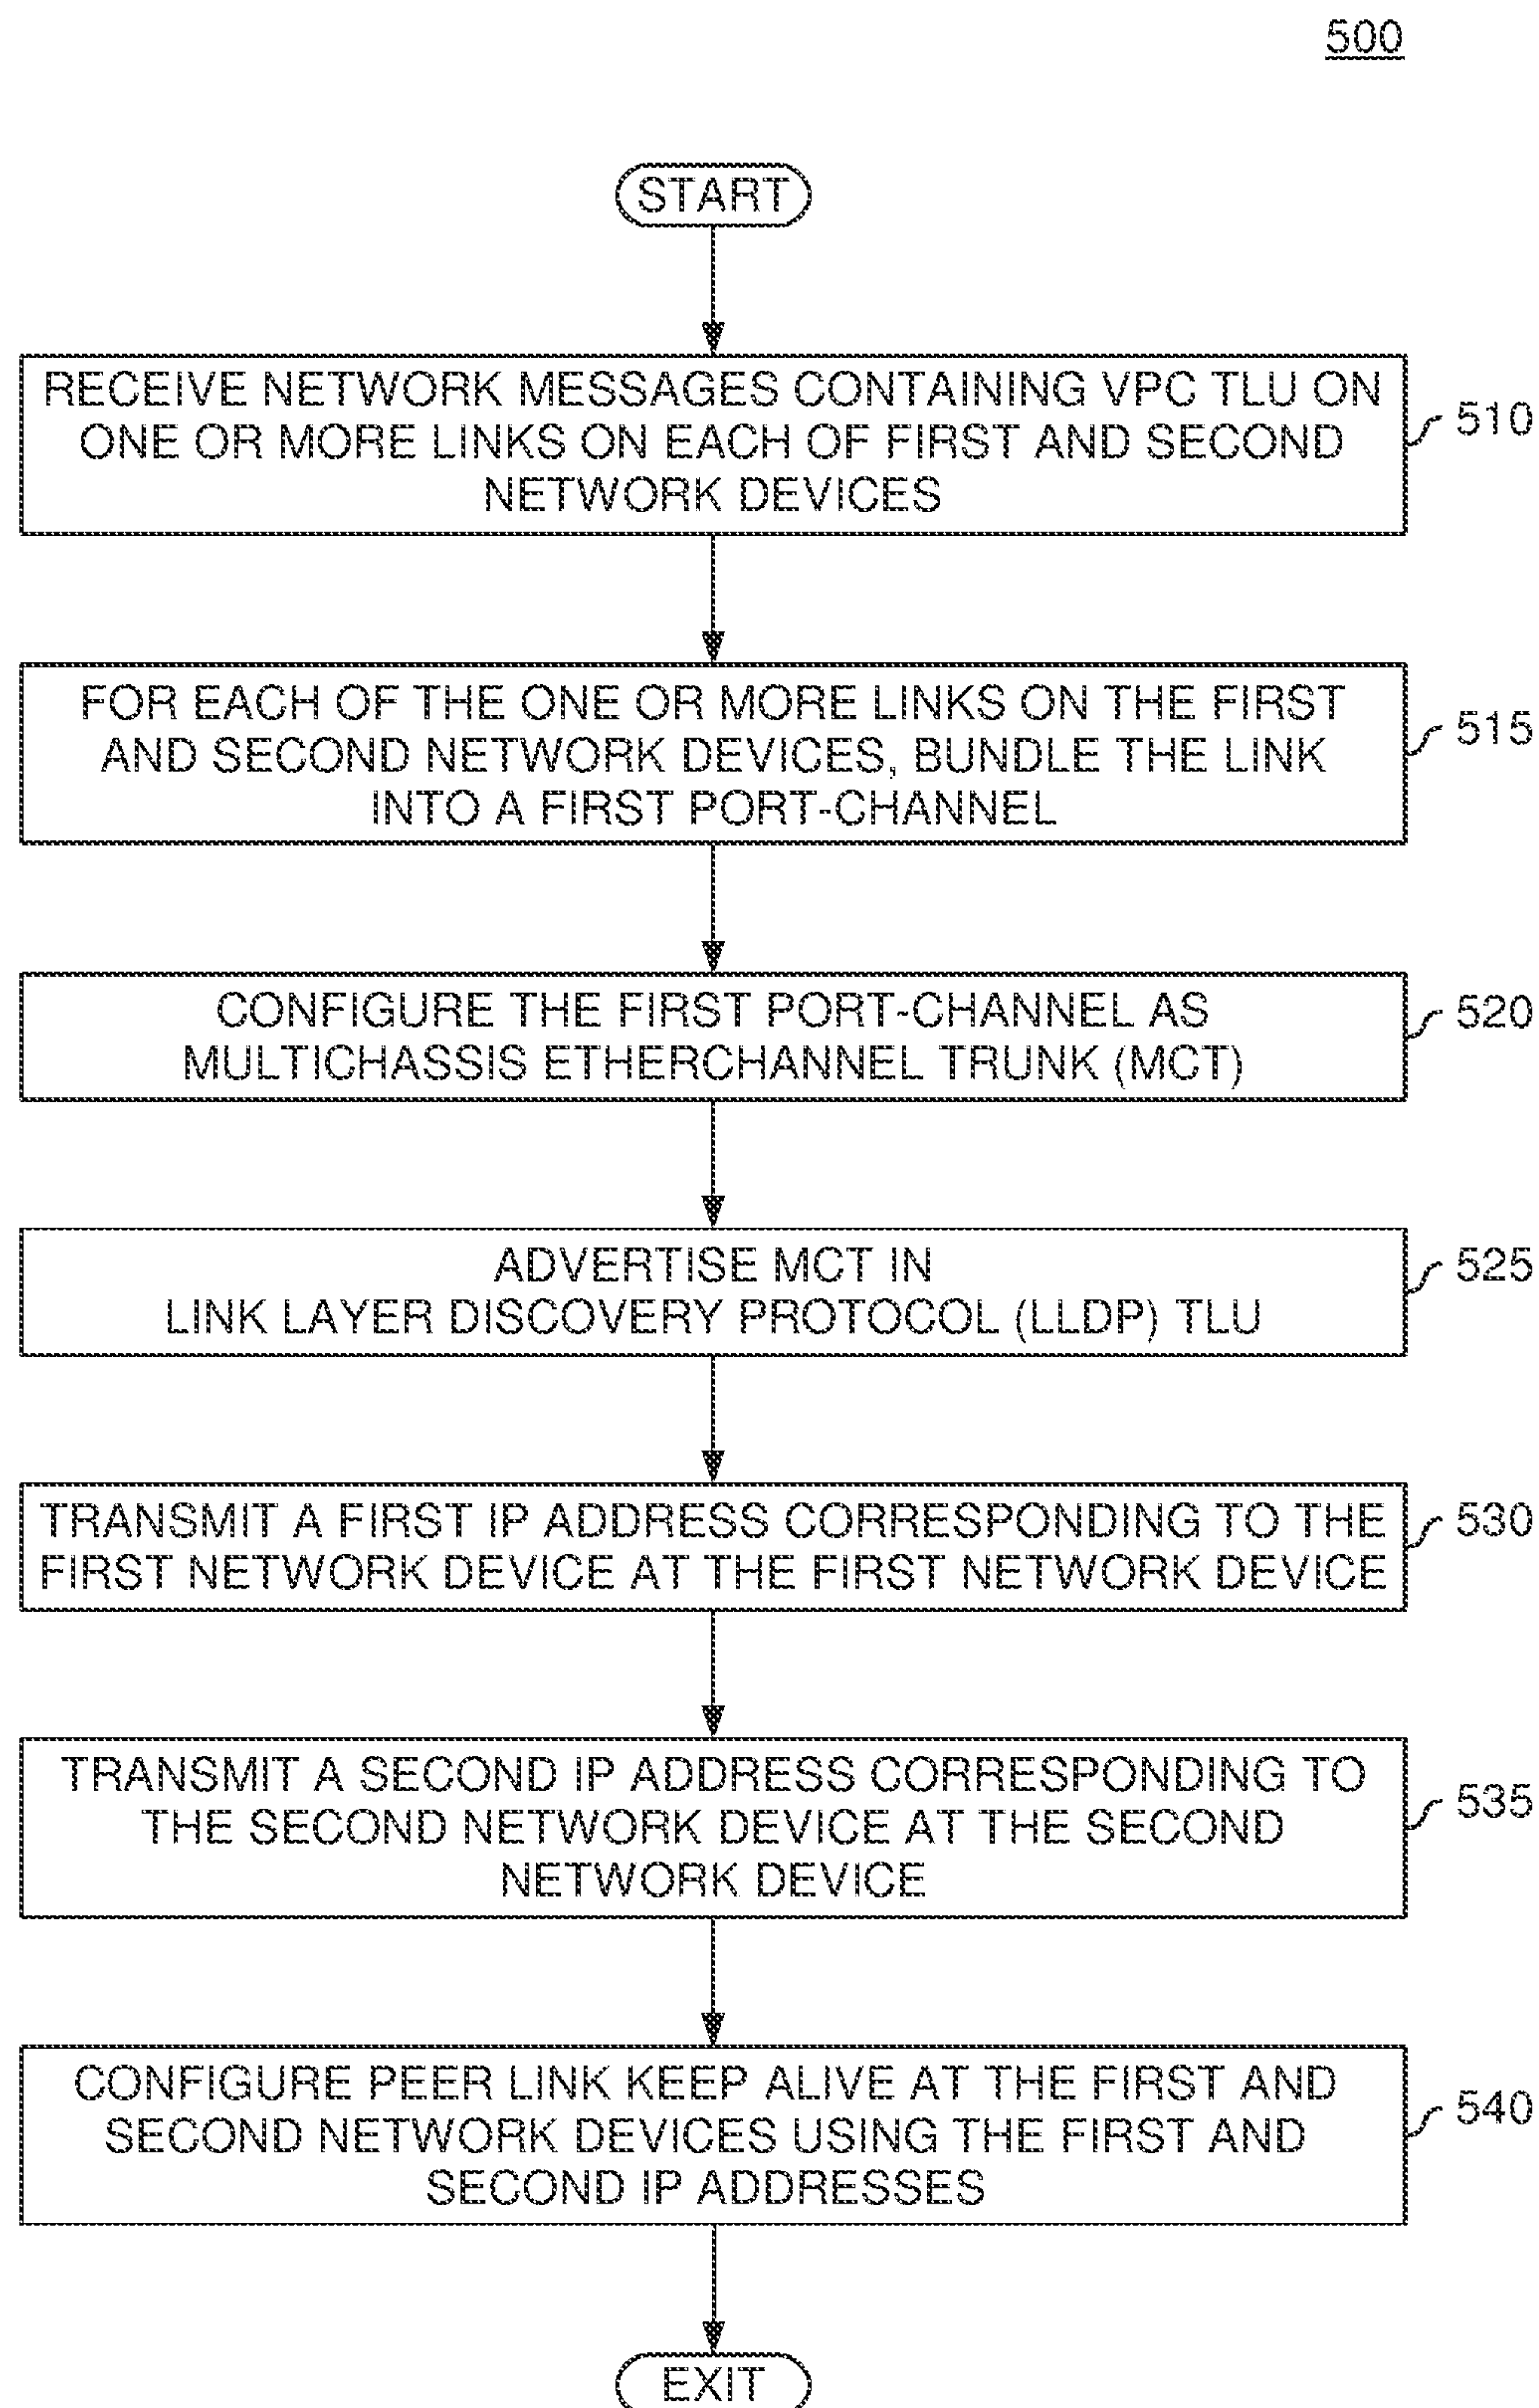 500
START
RECEIVE NETWORK MESSAGES CONTAINING VPC TLU ON
ONE OR MORE LINKS ON EACH OF FIRST AND SECOND
NETWORK DEVICES
510
FOR EACH OF THE ONE OR MORE LINKS ON THE FIRST
AND SECOND NETWORK DEVICES, BUNDLE THE LINK
INTO A FIRST PORT-CHANNEL
515
CONFIGURE THE FIRST PORT-CHANNEL AS
MULTICHASSIS ETHERCHANNEL TRUNK (MCT)
520
ADVERTISE MCT IN
LINK LAYER DISCOVERY PROTOCOL (LLDP) TLU
525
TRANSMIT A FIRST IP ADDRESS CORRESPONDING TO THE
FIRST NETWORK DEVICE AT THE FIRST NETWORK DEVICE
530
TRANSMIT A SECOND IP ADDRESS CORRESPONDING TO
THE SECOND NETWORK DEVICE AT THE SECOND
NETWORK DEVICE
535
CONFIGURE PEER LINK KEEP ALIVE AT THE FIRST AND
SECOND NETWORK DEVICES USING THE FIRST AND
SECOND IP ADDRESSES
540
EXIT